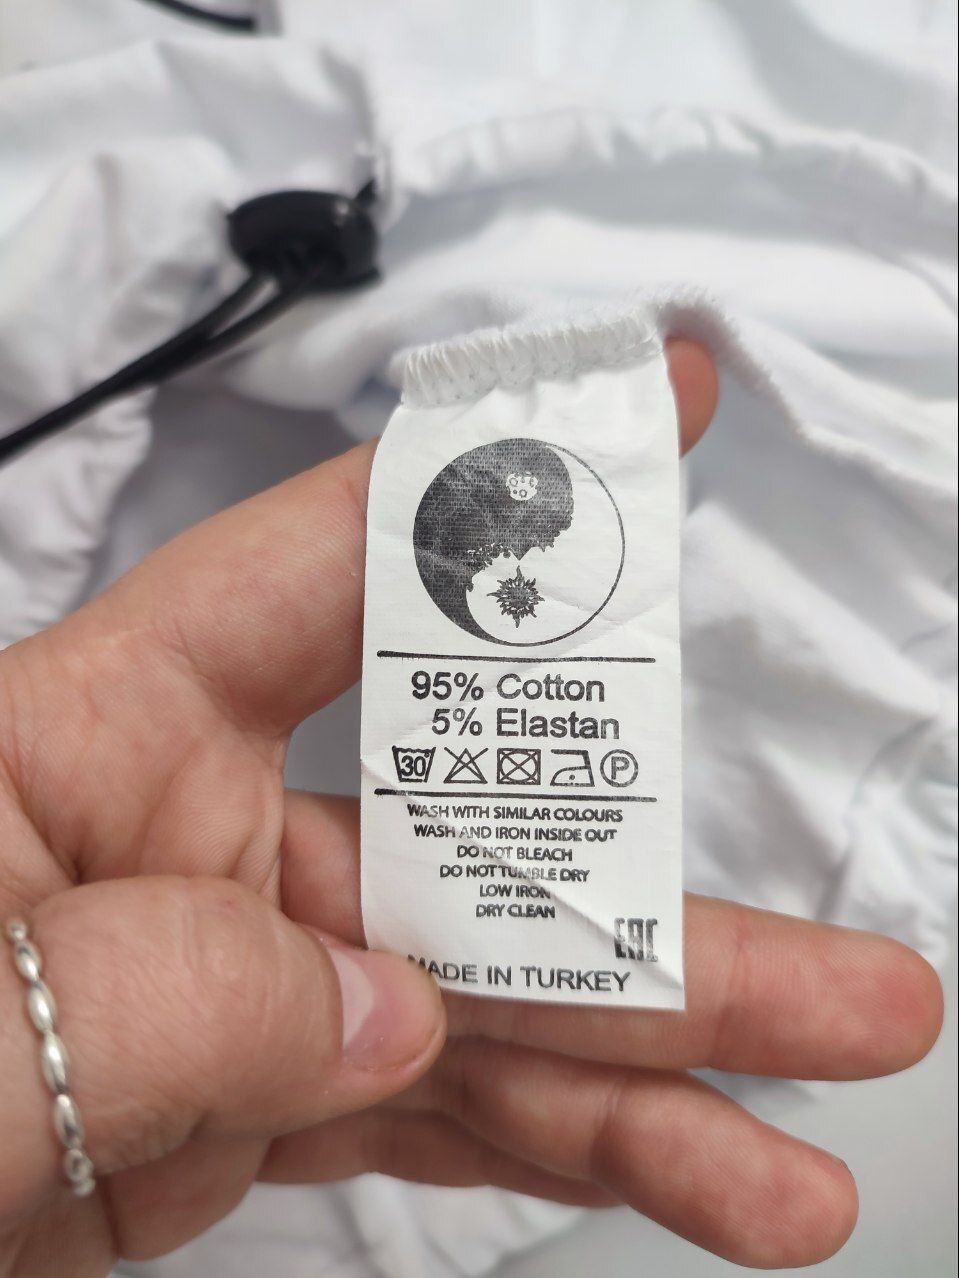 95% Cotton
5% Elastan
30 P
WASH WITH SIMILAR COLOURS
WASH AND IRON INSIDE OUT
DO NOT BLEACH
DO NOT TUMBLE DRY
LOW IRON
DRY CLEAN
EAC
MADE IN TURKEY